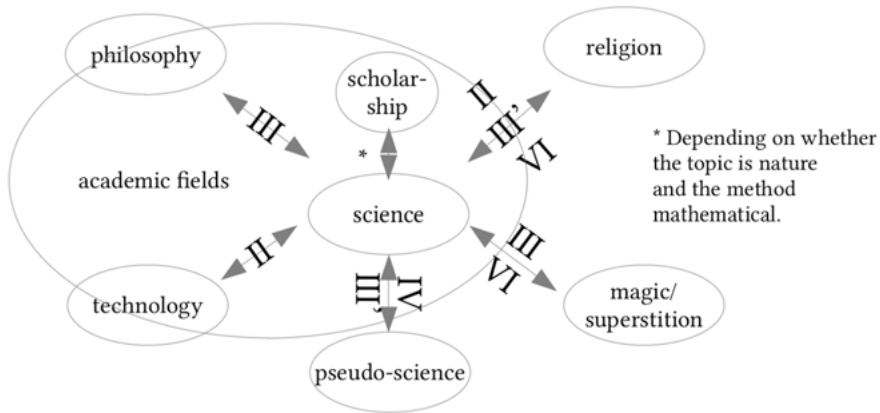 philosophy
religion
scholar-
ship
II
III'
VI
III
*
* Depending on whether
the topic is nature
and the method
mathematical.
academic fields
science
II
III
VI
IV
III'
technology
magic/
superstition
pseudo-science